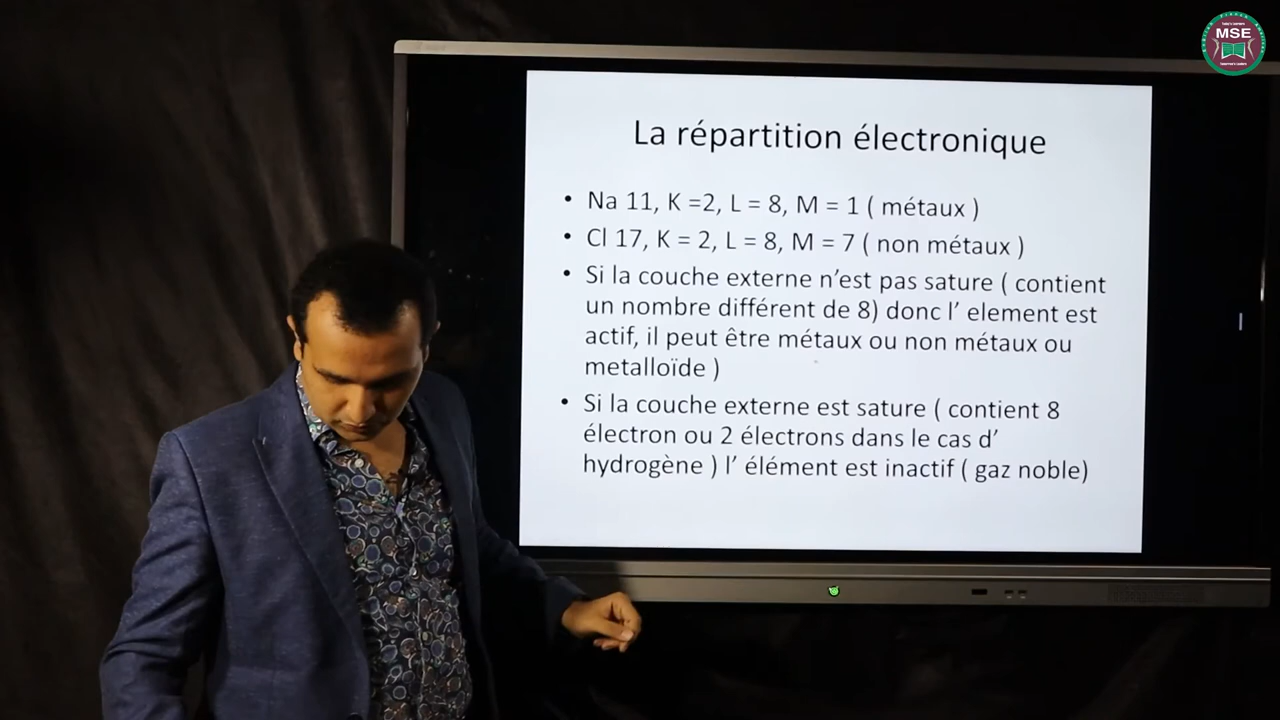 MSE
La répartition électronique
• Na 11, K =2, L = 8, M = 1 ( métaux )
• Cl 17, K = 2, L = 8, M = 7 ( non métaux )
• Si la couche externe n’est pas sature ( contient
un nombre différent de 8) donc l’ element est
actif, il peut être métaux ou non métaux ou
metalloïde )
• Si la couche externe est sature ( contient 8
électron ou 2 électrons dans le cas d’
hydrogène ) l’ élément est inactif ( gaz noble)